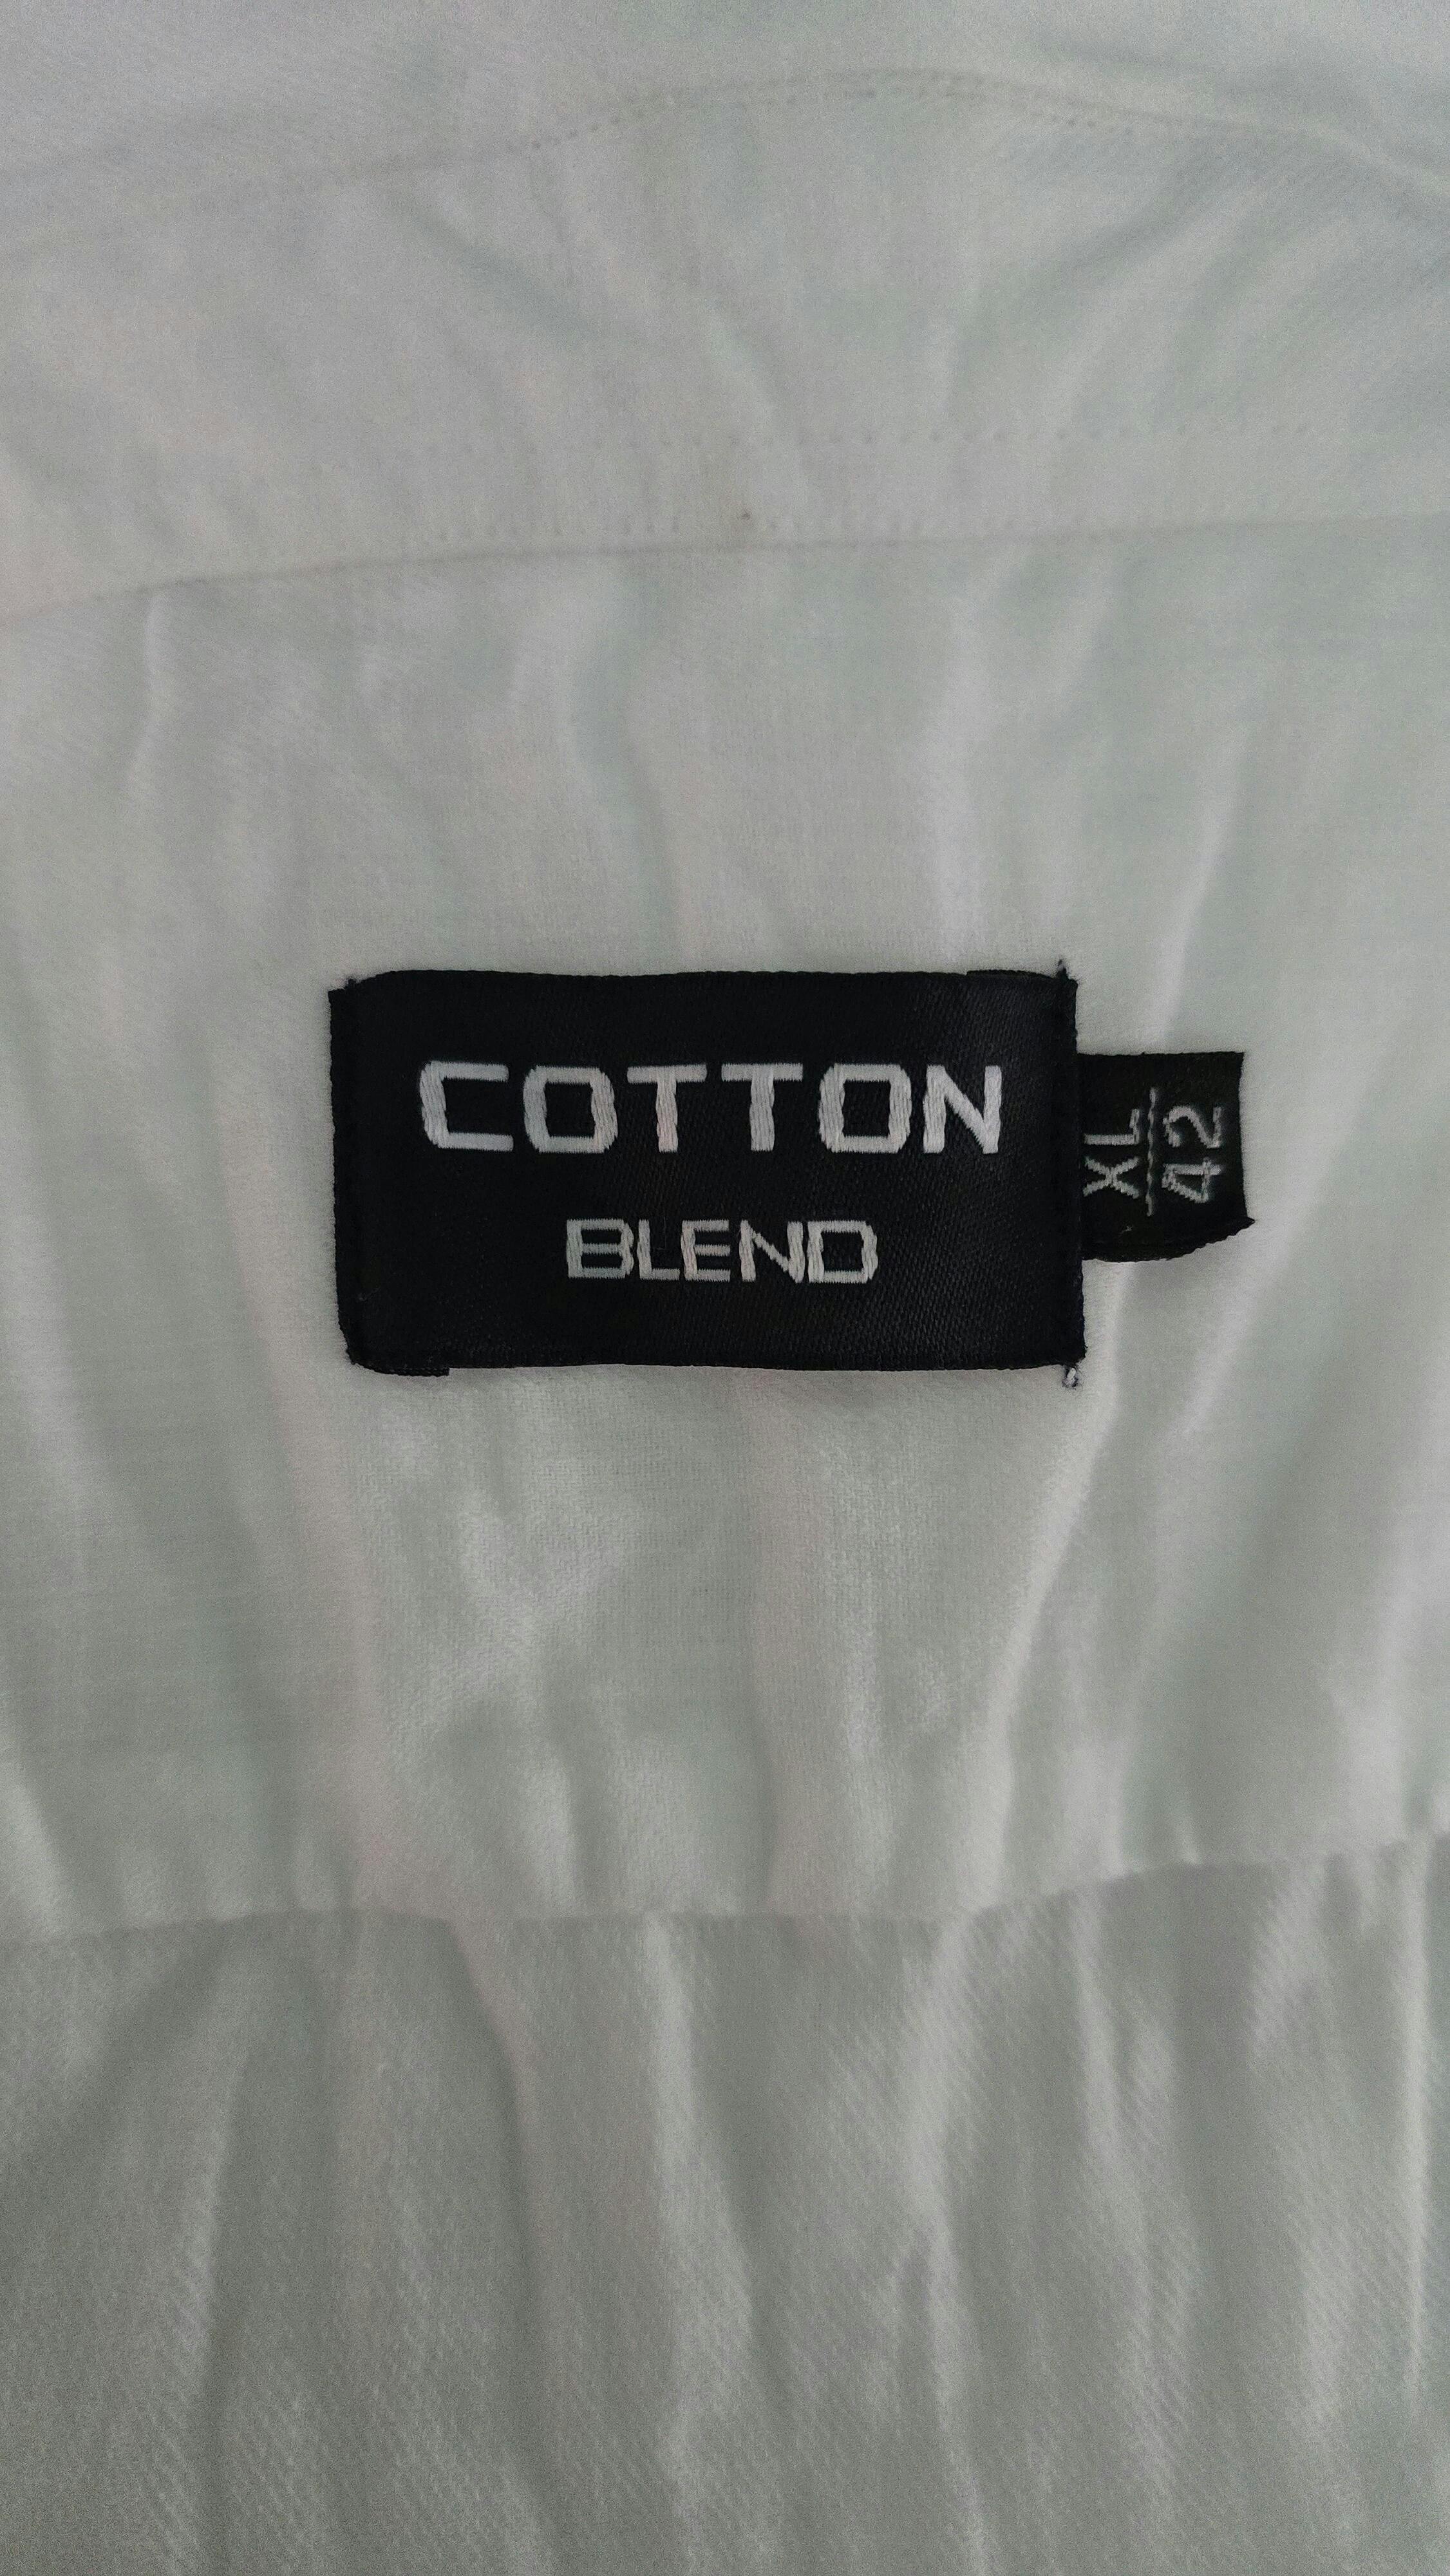 COTTON
BLEND
XL
42